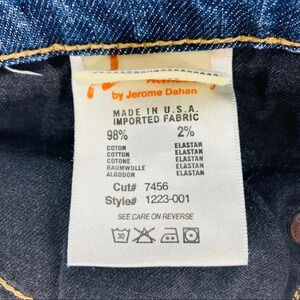 by Jerome Dahan
MADE IN U.S.A.
IMPORTED FABRIC
98% 2%
COTON ELASTAN
COTTON ELASTAN
COTONE ELASTAN
BAUMWOLLE ELASTAN
ALGODON ELASTAN
Cut# 7456
Style# 1223-001
SEE CARE ON REVERSE
30